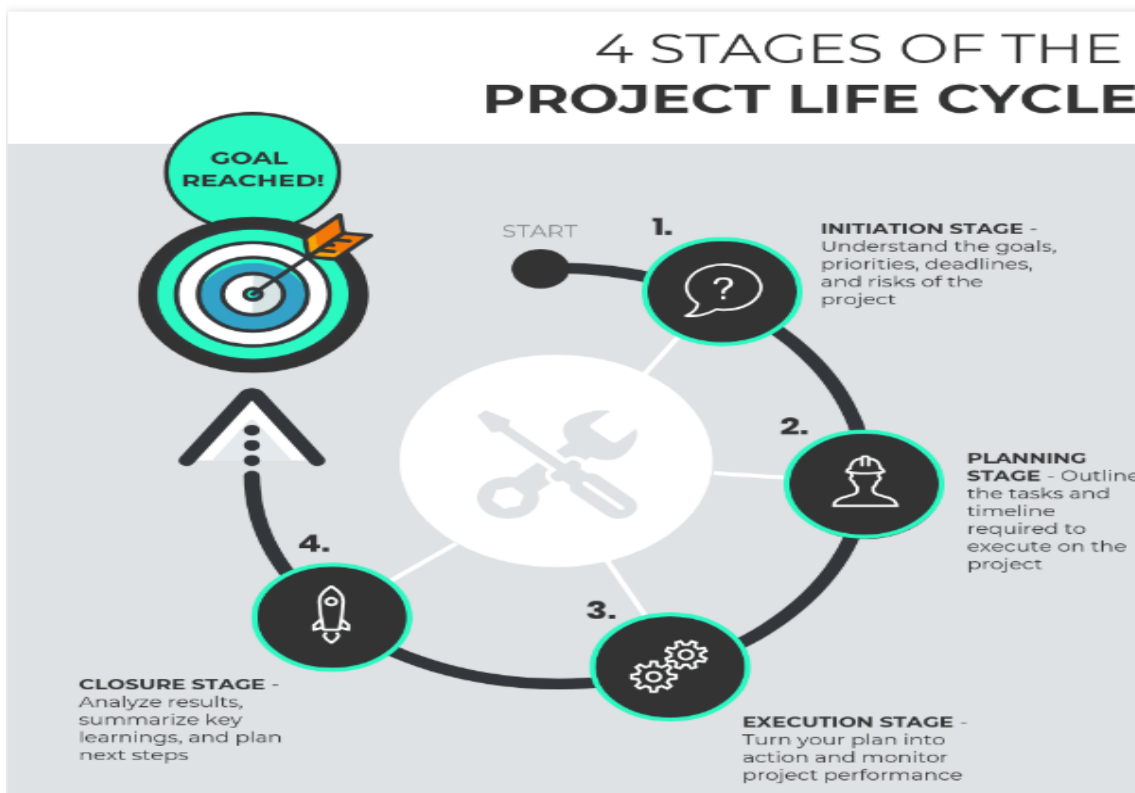 4 STAGES OF THE
PROJECT LIFE CYCLE
GOAL
REACHED!
START
1.
INITIATION STAGE -
Understand the goals,
priorities, deadlines,
and risks of the
project
2.
PLANNING
STAGE - Outline
the tasks and
timeline
required to
execute on the
project
3.
EXECUTION STAGE -
Turn your plan into
action and monitor
project performance
4.
CLOSURE STAGE -
Analyze results,
summarize key
learnings, and plan
next steps
?